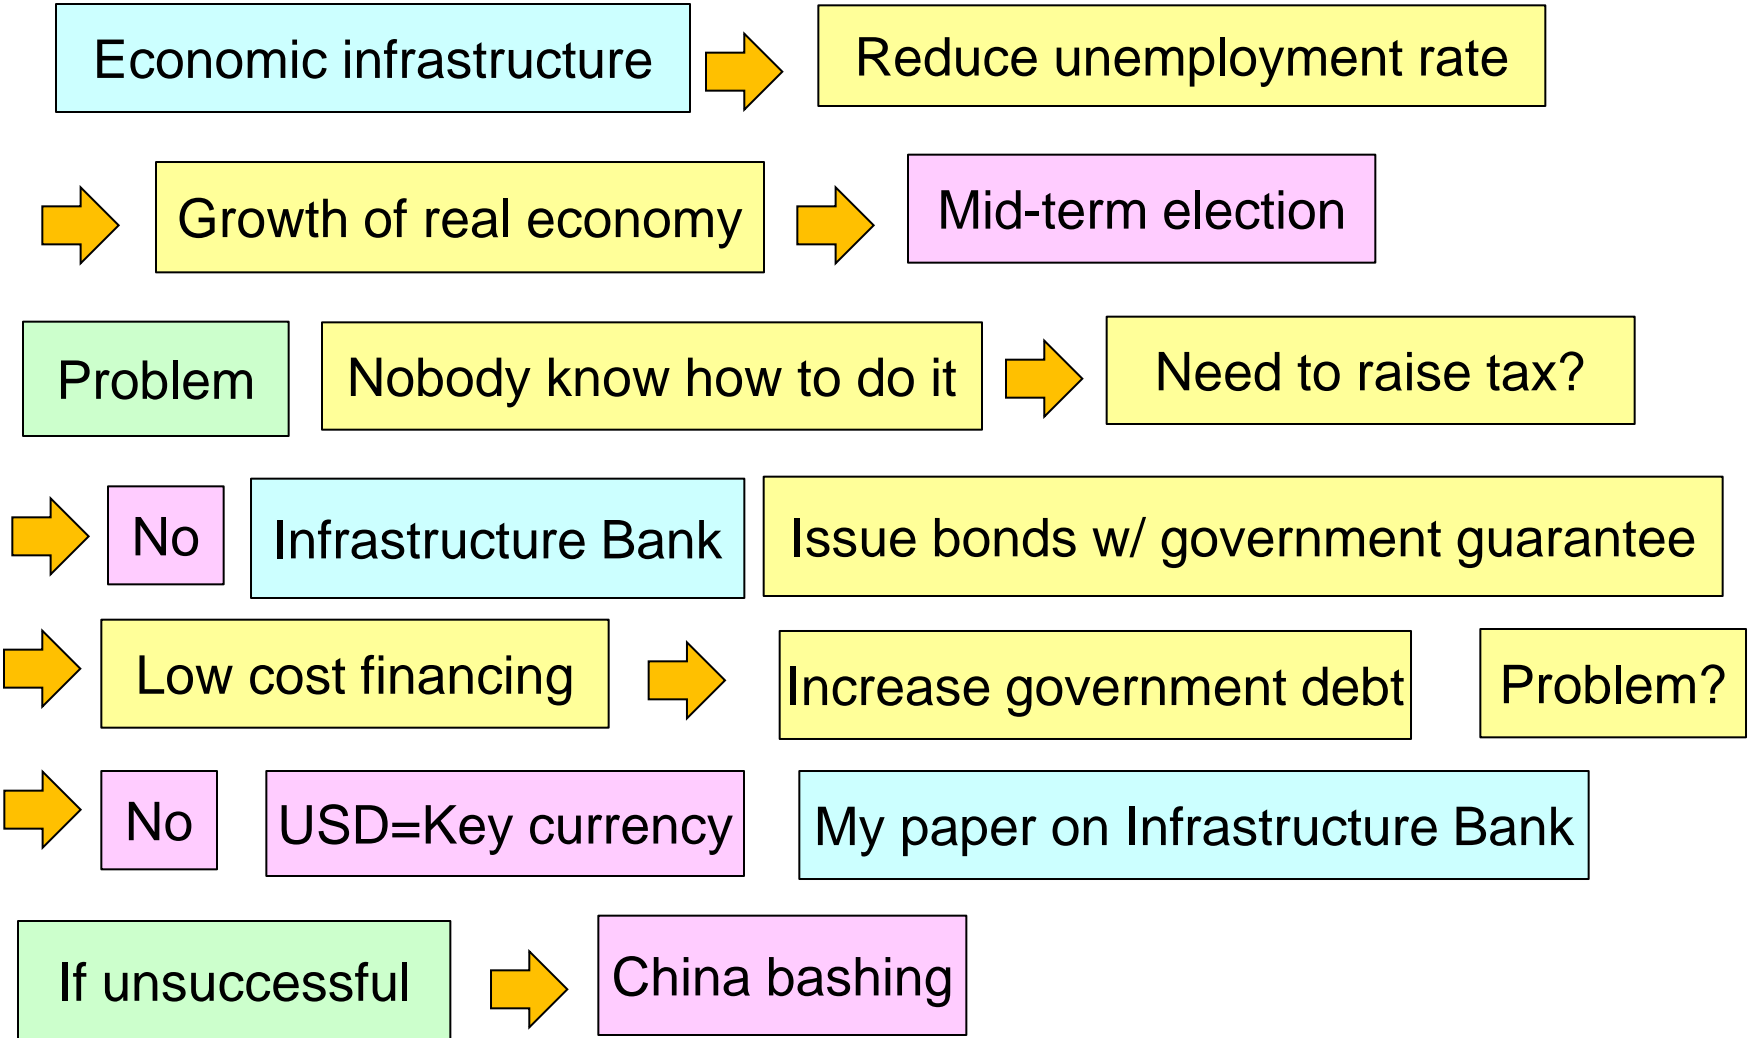 Economic infrastructure Reduce unemployment rate
Growth of real economy Mid-term election
Problem Nobody know how to do it Need to raise tax?
No Infrastructure Bank Issue bonds w/ government guarantee
Low cost financing Increase government debt Problem?
No USD=Key currency My paper on Infrastructure Bank
If unsuccessful China bashing